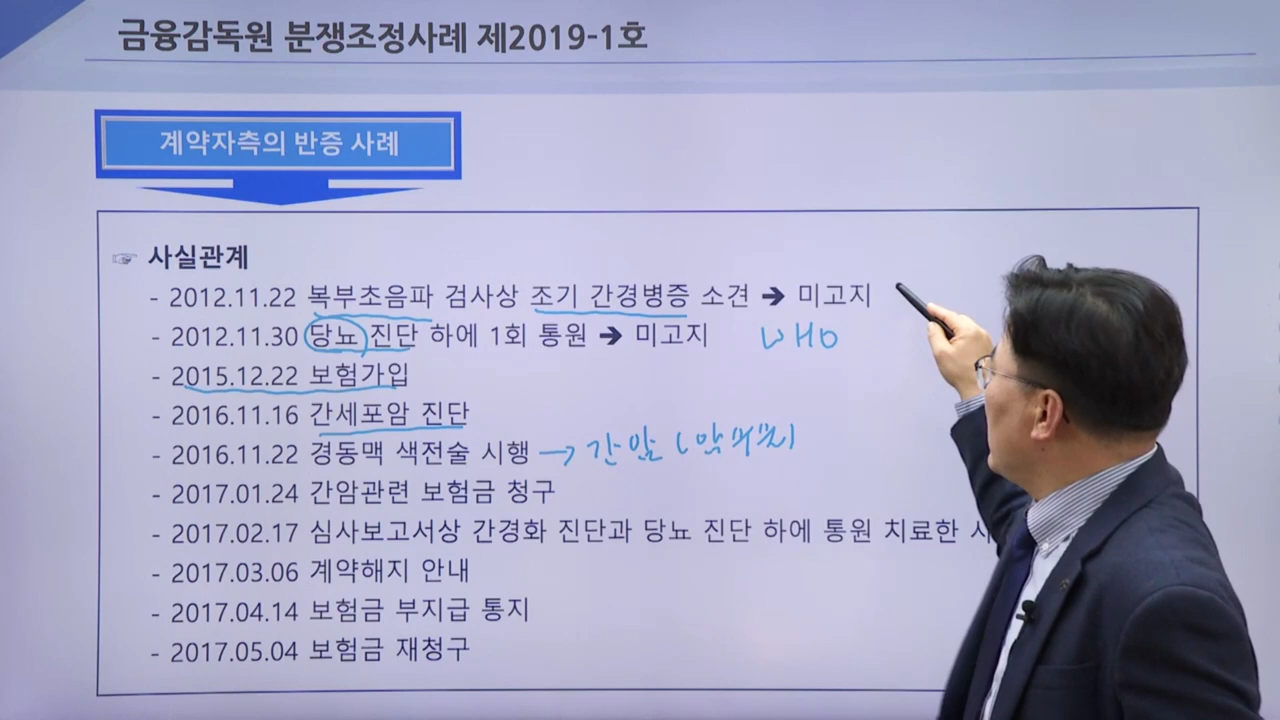 금융감독원 분쟁조정사례 제2019-1호
계약자측의 반증 사례
☞ 사실관계
- 2012.11.22 복부초음파 검사상 조기 간경병증 소견 ➔ 미고지
- 2012.11.30 당뇨 진단 하에 1회 통원 ➔ 미고지 WHO
- 2015.12.22 보험가입
- 2016.11.16 간세포암 진단
- 2016.11.22 경동맥 색전술 시행 → 간암
- 2017.01.24 간암관련 보험금 청구
- 2017.02.17 심사보고서상 간경화 진단과 당뇨 진단 하에 통원 치료한
- 2017.03.06 계약해지 안내
- 2017.04.14 보험금 부지급 통지
- 2017.05.04 보험금 재청구